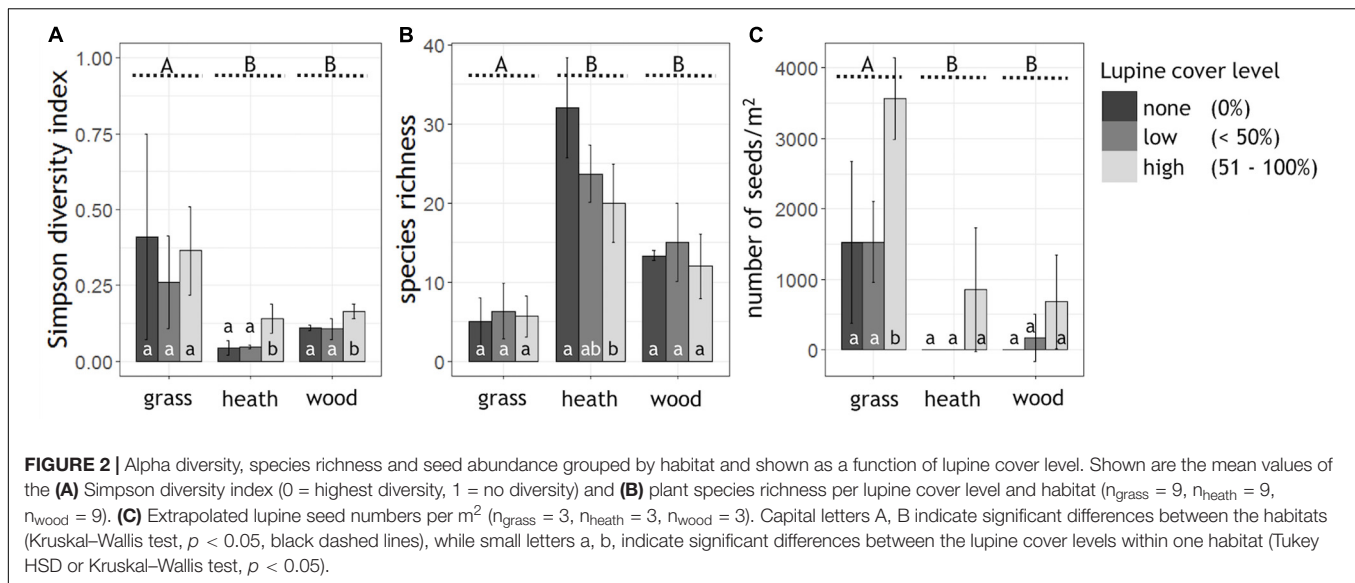 A
B
C
Simpson diversity index
1.00
0.75
0.50
0.25
0.00
A B B
a a a
a a b
a a b
grass heath wood
species richness
40
30
20
10
0
A B B
a a a
a ab b
a a a
grass heath wood
number of seeds/m²
4000
3000
2000
1000
0
A B B
a a b
a a a
a a a
grass heath wood
Lupine cover level
none (0%)
low (< 50%)
high (51 - 100%)
FIGURE 2 | Alpha diversity, species richness and seed abundance grouped by habitat and shown as a function of lupine cover level. Shown are the mean values of
the (A) Simpson diversity index (0 = highest diversity, 1 = no diversity) and (B) plant species richness per lupine cover level and habitat (n_grass = 9, n_heath = 9,
n_wood = 9). (C) Extrapolated lupine seed numbers per m² (n_grass = 3, n_heath = 3, n_wood = 3). Capital letters A, B indicate significant differences between the habitats
(Kruskal–Wallis test, p < 0.05, black dashed lines), while small letters a, b, indicate significant differences between the lupine cover levels within one habitat (Tukey
HSD or Kruskal–Wallis test, p < 0.05).